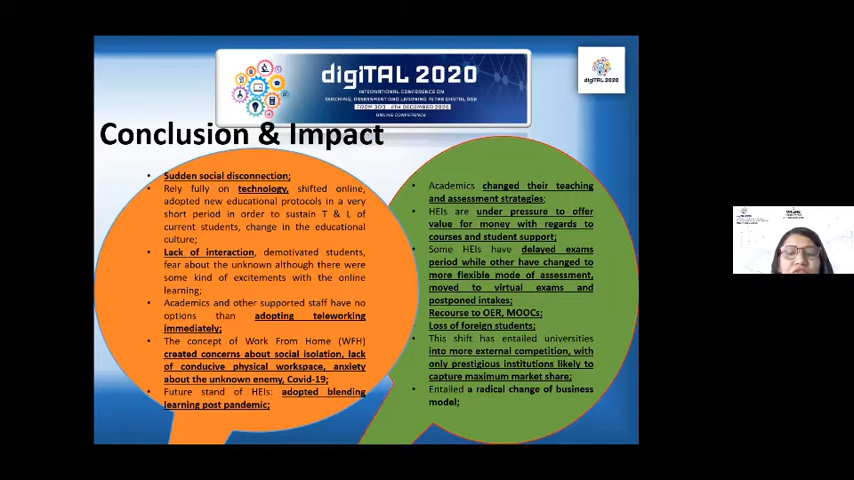 digiTAL 2020
INTERNATIONAL CONFERENCE ON
TEACHING, ASSESSMENT AND LEARNING IN THE DIGITAL AGE
FROM 3RD - 4TH DECEMBER 2020
ONLINE CONFERENCE
digiTAL 2020
Conclusion & Impact
• Sudden social disconnection;
• Rely fully on technology, shifted online,
adopted new educational protocols in a very
short period in order to sustain T & L of
current students, change in the educational
culture;
• Lack of interaction, demotivated students,
fear about the unknown although there were
some kind of excitements with the online
learning;
• Academics and other supported staff have no
options than adopting teleworking
immediately;
• The concept of Work From Home (WFH)
created concerns about social isolation, lack
of conducive physical workspace, anxiety
about the unknown enemy, Covid-19;
• Future stand of HEIs: adopted blending
learning post pandemic;
• Academics changed their teaching
and assessment strategies;
• HEIs are under pressure to offer
value for money with regards to
courses and student support;
• Some HEIs have delayed exams
period while other have changed to
more flexible mode of assessment,
moved to virtual exams and
postponed intakes;
Recourse to OER, MOOCs;
Loss of foreign students;
• This shift has entailed universities
into more external competition, with
only prestigious institutions likely to
capture maximum market share;
• Entailed a radical change of business
model;